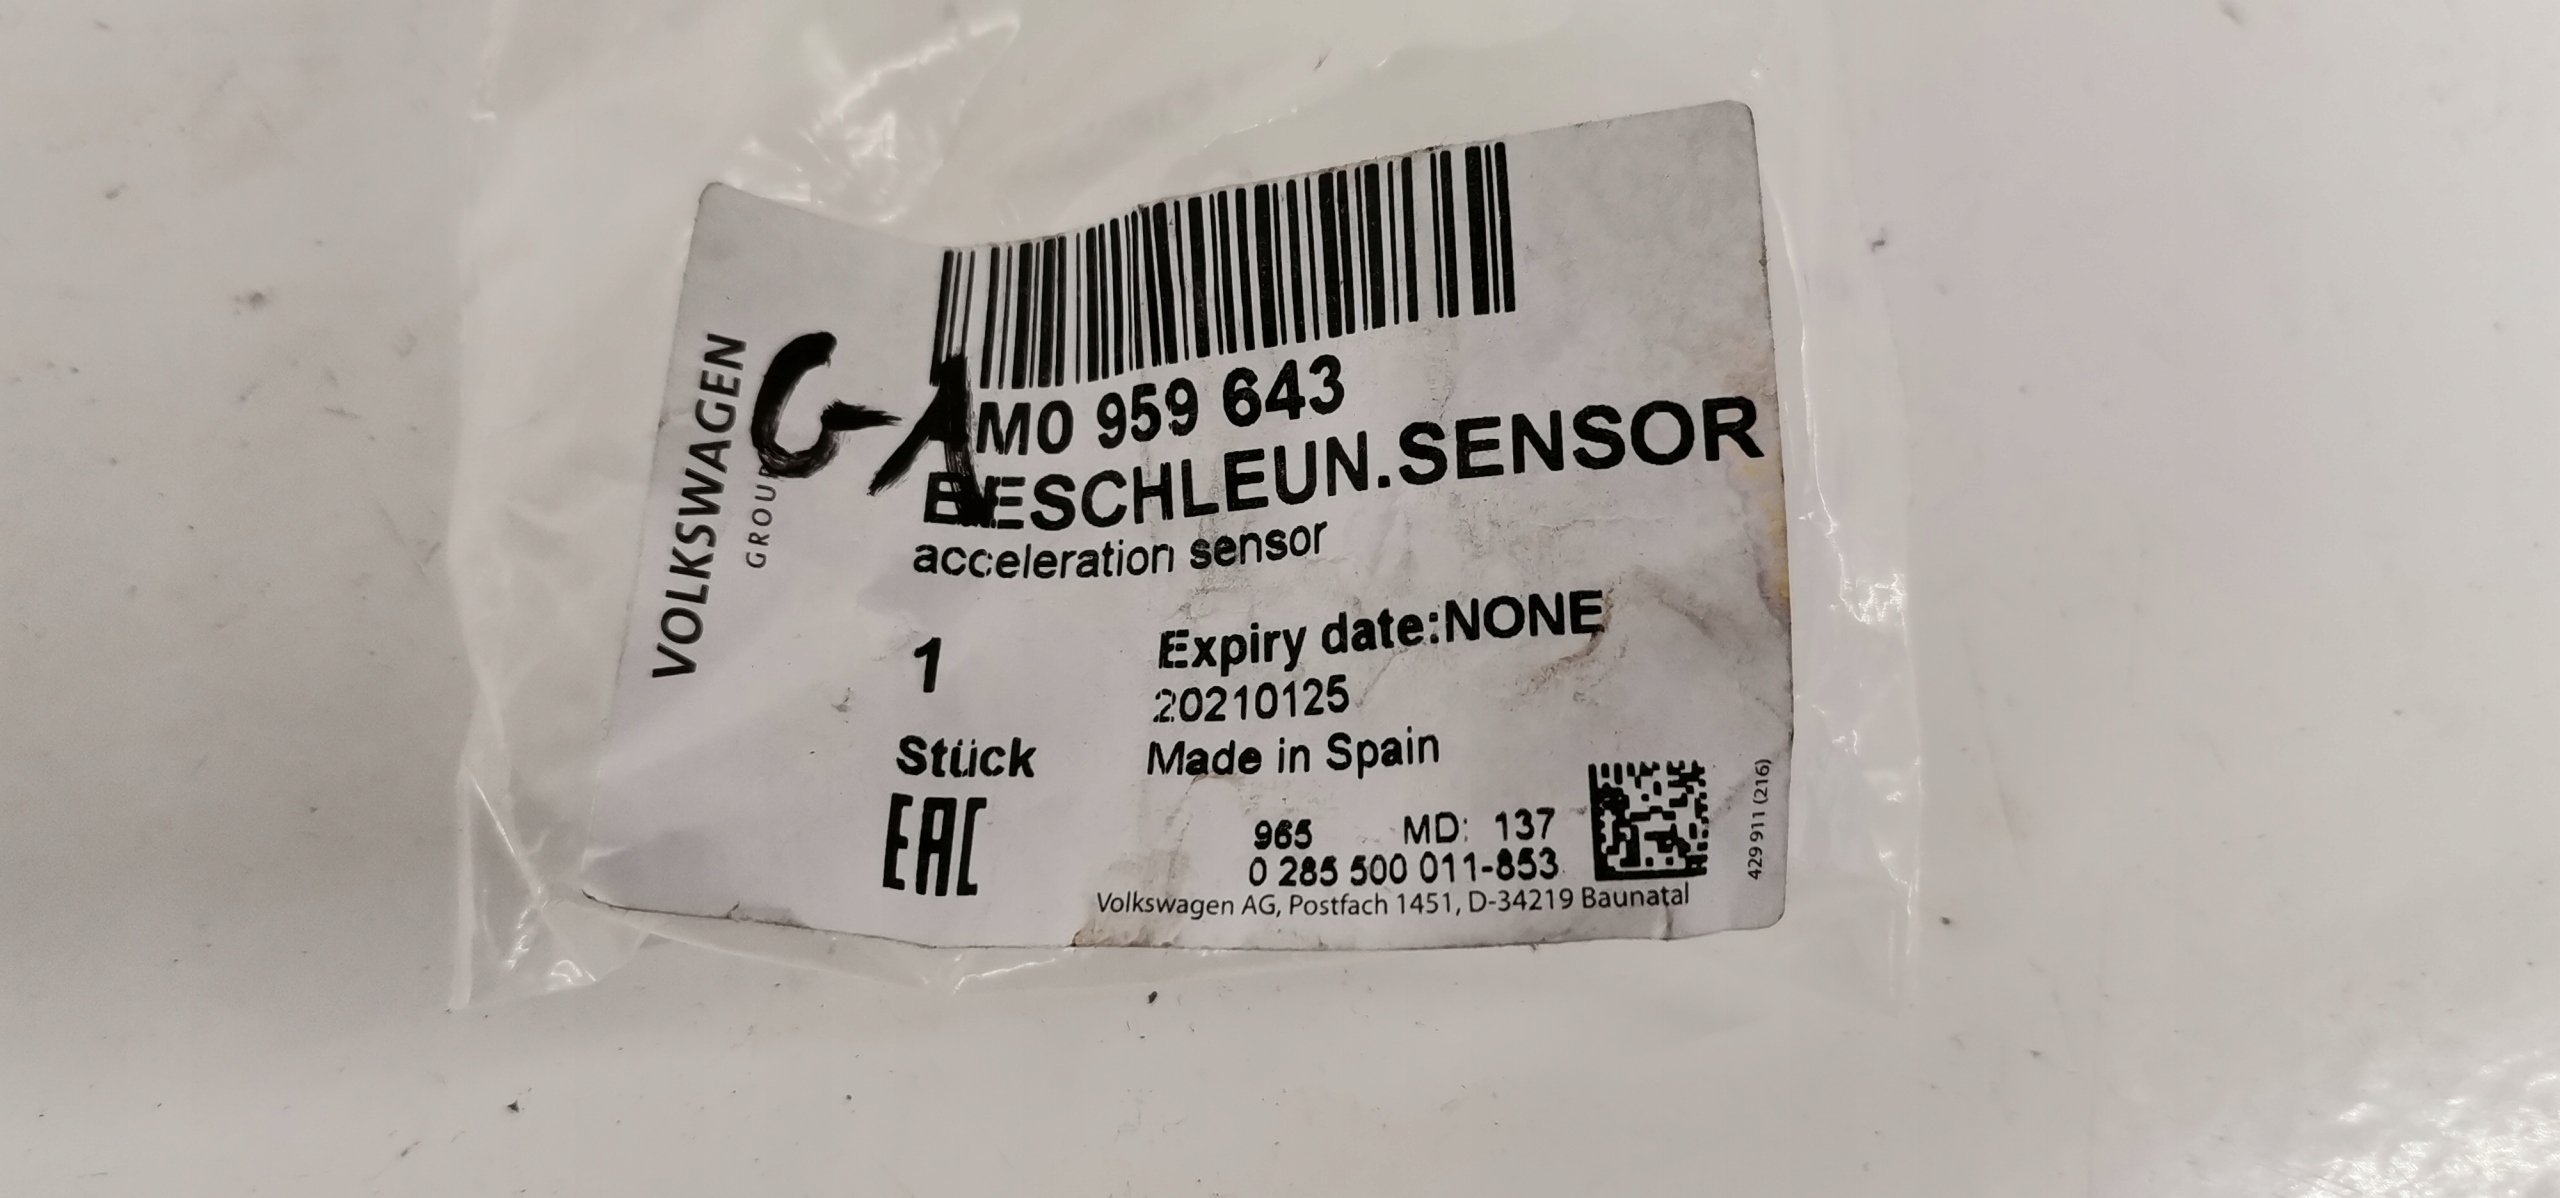 VOLKSWAGEN
GROUP
G-1
M0 959 643
BESCHLEUN.SENSOR
acceleration sensor
1
Expiry date:NONE
20210125
Stück
Made in Spain
EAC
965 MD: 137
0 285 500 011-853
Volkswagen AG, Postfach 1451, D-34219 Baunatal
429 911 (216)